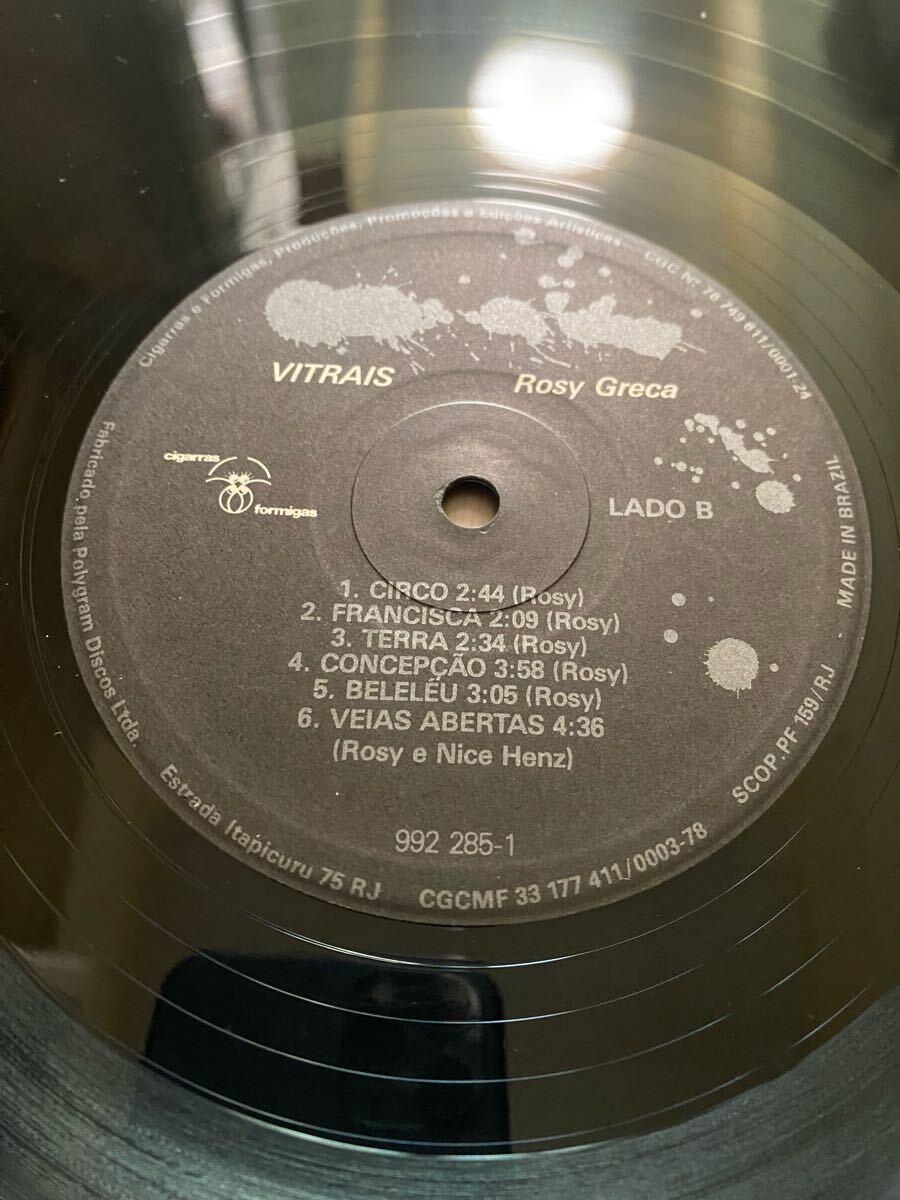 Cigarras e Formigas, Produções, Promoções e Edições Artísticas
CGC Nº 78 749 811/0001-24
VITRAIS
Rosy Greca
cigarras
formigas
LADO B
1. CIRCO 2:44 (Rosy)
2. FRANCISCA 2:09 (Rosy)
3. TERRA 2:34 (Rosy)
4. CONCEPÇÃO 3:58 (Rosy)
5. BELELÉU 3:05 (Rosy)
6. VEIAS ABERTAS 4:36
(Rosy e Nice Henz)
992 285-1
Fabricado pela Polygram Discos Ltda.
Estrada Itapicuru 75 RJ
CGCMF 33 177 411/0003-78
SCOP.PF 159/RJ
MADE IN BRAZIL